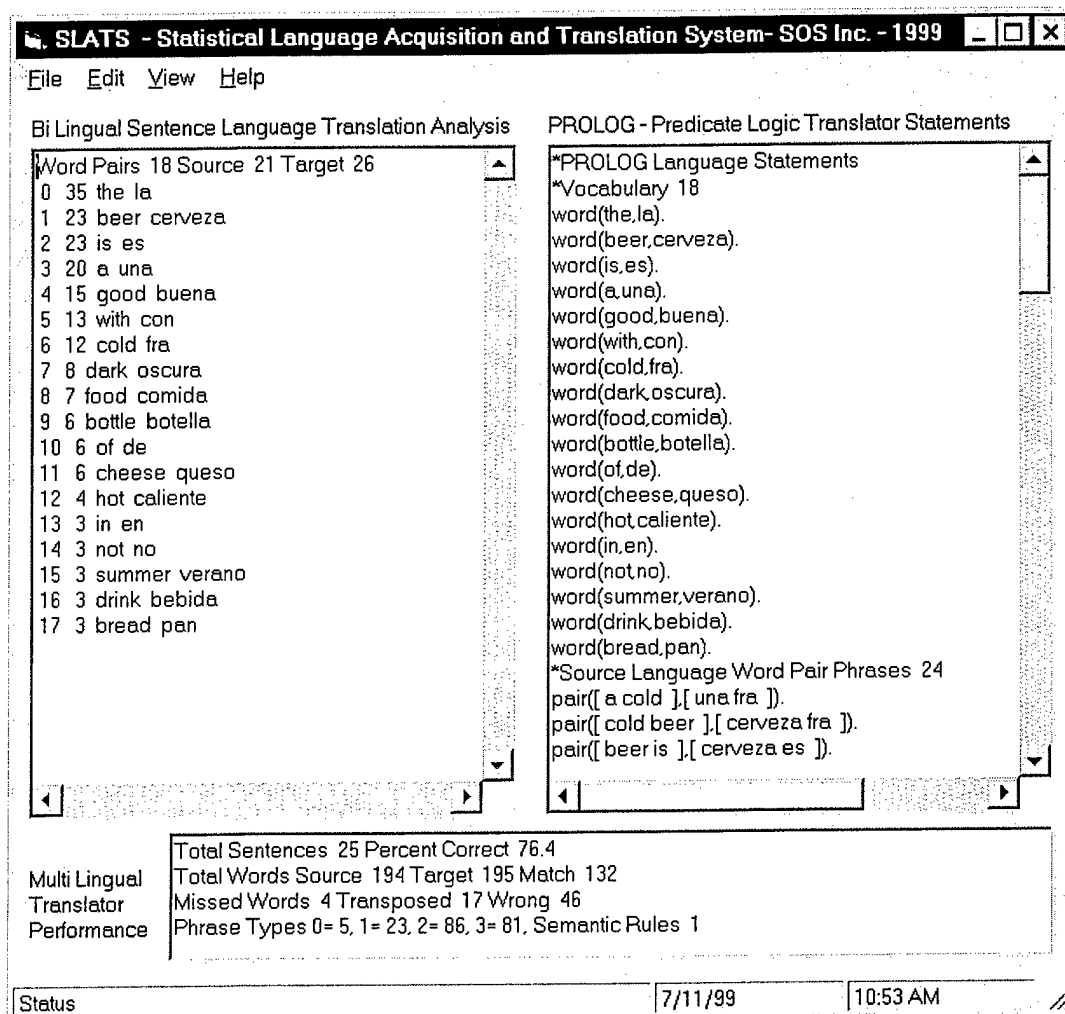 SLATS - Statistical Language Acquisition and Translation System- SOS Inc. - 1999
File Edit View Help
Bi Lingual Sentence Language Translation Analysis
Word Pairs 18 Source 21 Target 26
0 35 the la
1 23 beer cerveza
2 23 is es
3 20 a una
4 15 good buena
5 13 with con
6 12 cold fra
7 8 dark oscura
8 7 food comida
9 6 bottle botella
10 6 of de
11 6 cheese queso
12 4 hot caliente
13 3 in en
14 3 not no
15 3 summer verano
16 3 drink bebida
17 3 bread pan
PROLOG - Predicate Logic Translator Statements
*PROLOG Language Statements
*Vocabulary 18
word(the,la).
word(beer,cerveza).
word(is,es).
word(a,una).
word(good,buena).
word(with,con).
word(cold,fra).
word(dark,oscura).
word(food,comida).
word(bottle,botella).
word(of,de).
word(cheese,queso).
word(hot,caliente).
word(in,en).
word(not,no).
word(summer,verano).
word(drink,bebida).
word(bread,pan).
*Source Language Word Pair Phrases 24
pair([ a cold ],[ una fra ]).
pair([ cold beer ],[ cerveza fra ]).
pair([ beer is ],[ cerveza es ]).
Multi Lingual
Translator
Performance
Total Sentences 25 Percent Correct 76.4
Total Words Source 194 Target 195 Match 132
Missed Words 4 Transposed 17 Wrong 46
Phrase Types 0= 5, 1= 23, 2= 86, 3= 81, Semantic Rules 1
Status 7/11/99 10:53 AM